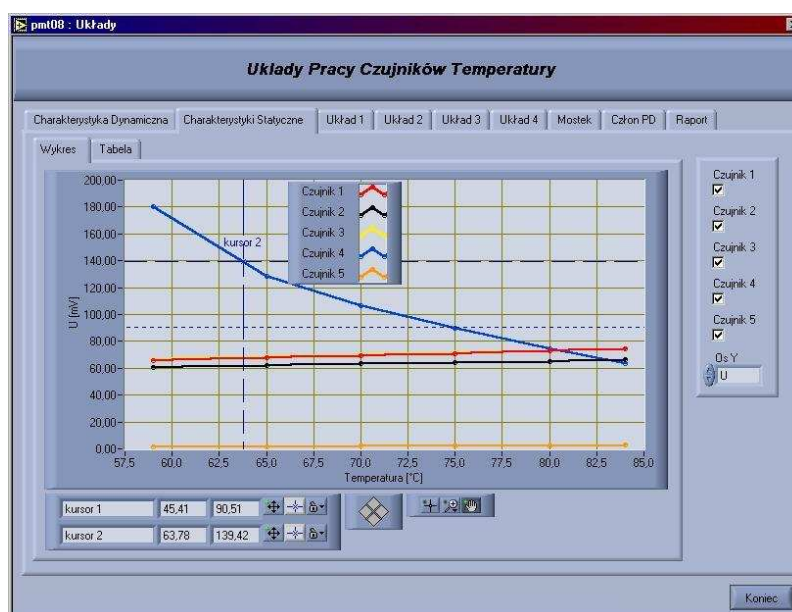 pmt08 : Układy
Układy Pracy Czujników Temperatury
Charakterystyka Dynamiczna Charakterystyki Statyczne Układ 1 Układ 2 Układ 3 Układ 4 Mostek Człon PD Raport
Wykres Tabela
U [mV]
200,00
180,00
160,00
140,00
120,00
100,00
80,00
60,00
40,00
20,00
0,00
57,5 60,0 62,5 65,0 67,5 70,0 72,5 75,0 77,5 80,0 82,5 85,0
Temperatura [°C]
kursor 2
Czujnik 1
Czujnik 2
Czujnik 3
Czujnik 4
Czujnik 5
Czujnik 1
Czujnik 2
Czujnik 3
Czujnik 4
Czujnik 5
Os Y
U
kursor 1 45,41 90,51
kursor 2 63,78 139,42
Koniec